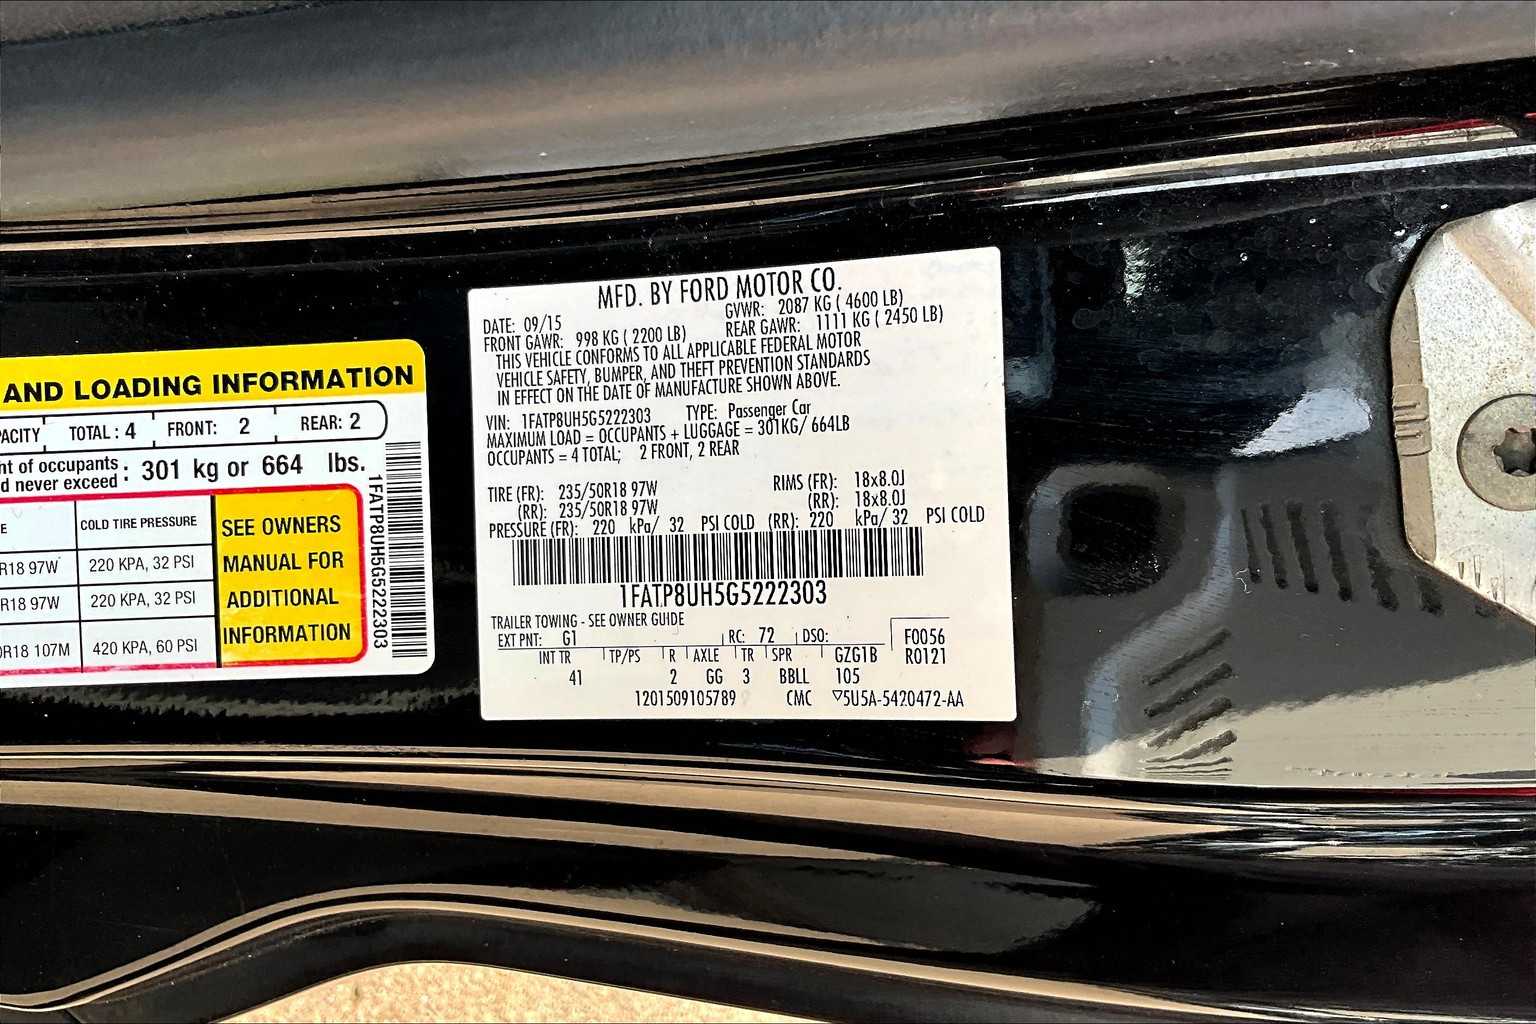 AND LOADING INFORMATION
TOTAL: 4 FRONT: 2 REAR: 2
of occupants
never exceed : 301 kg or 664 lbs.
COLD TIRE PRESSURE
R18 97W 220 KPA, 32 PSI
R18 97W 220 KPA, 32 PSI
R18 107M 420 KPA, 60 PSI
SEE OWNERS
MANUAL FOR
ADDITIONAL
INFORMATION
1FATP8UH5G5222303
MFD. BY FORD MOTOR CO.
DATE: 09/15 GVWR: 2087 KG ( 4600 LB)
FRONT GAWR: 998 KG ( 2200 LB) REAR GAWR: 1111 KG ( 2450 LB)
THIS VEHICLE CONFORMS TO ALL APPLICABLE FEDERAL MOTOR
VEHICLE SAFETY, BUMPER, AND THEFT PREVENTION STANDARDS
IN EFFECT ON THE DATE OF MANUFACTURE SHOWN ABOVE.
VIN: 1FATP8UH5G5222303 TYPE: Passenger Car
MAXIMUM LOAD = OCCUPANTS + LUGGAGE = 301KG/ 664LB
OCCUPANTS = 4 TOTAL; 2 FRONT, 2 REAR
TIRE (FR): 235/50R18 97W RIMS (FR): 18x8.0J
(RR): 235/50R18 97W (RR): 18x8.0J
PRESSURE (FR): 220 kPa/ 32 PSI COLD (RR): 220 kPa/ 32 PSI COLD
1FATP8UH5G5222303
TRAILER TOWING - SEE OWNER GUIDE
EXT PNT: G1 RC: 72 DSO: F0056
INT TR TP/PS R AXLE TR SPR GZG1B R0121
41 2 GG 3 BBLL 105
1201509105789 CMC ▽5U5A-5420472-AA